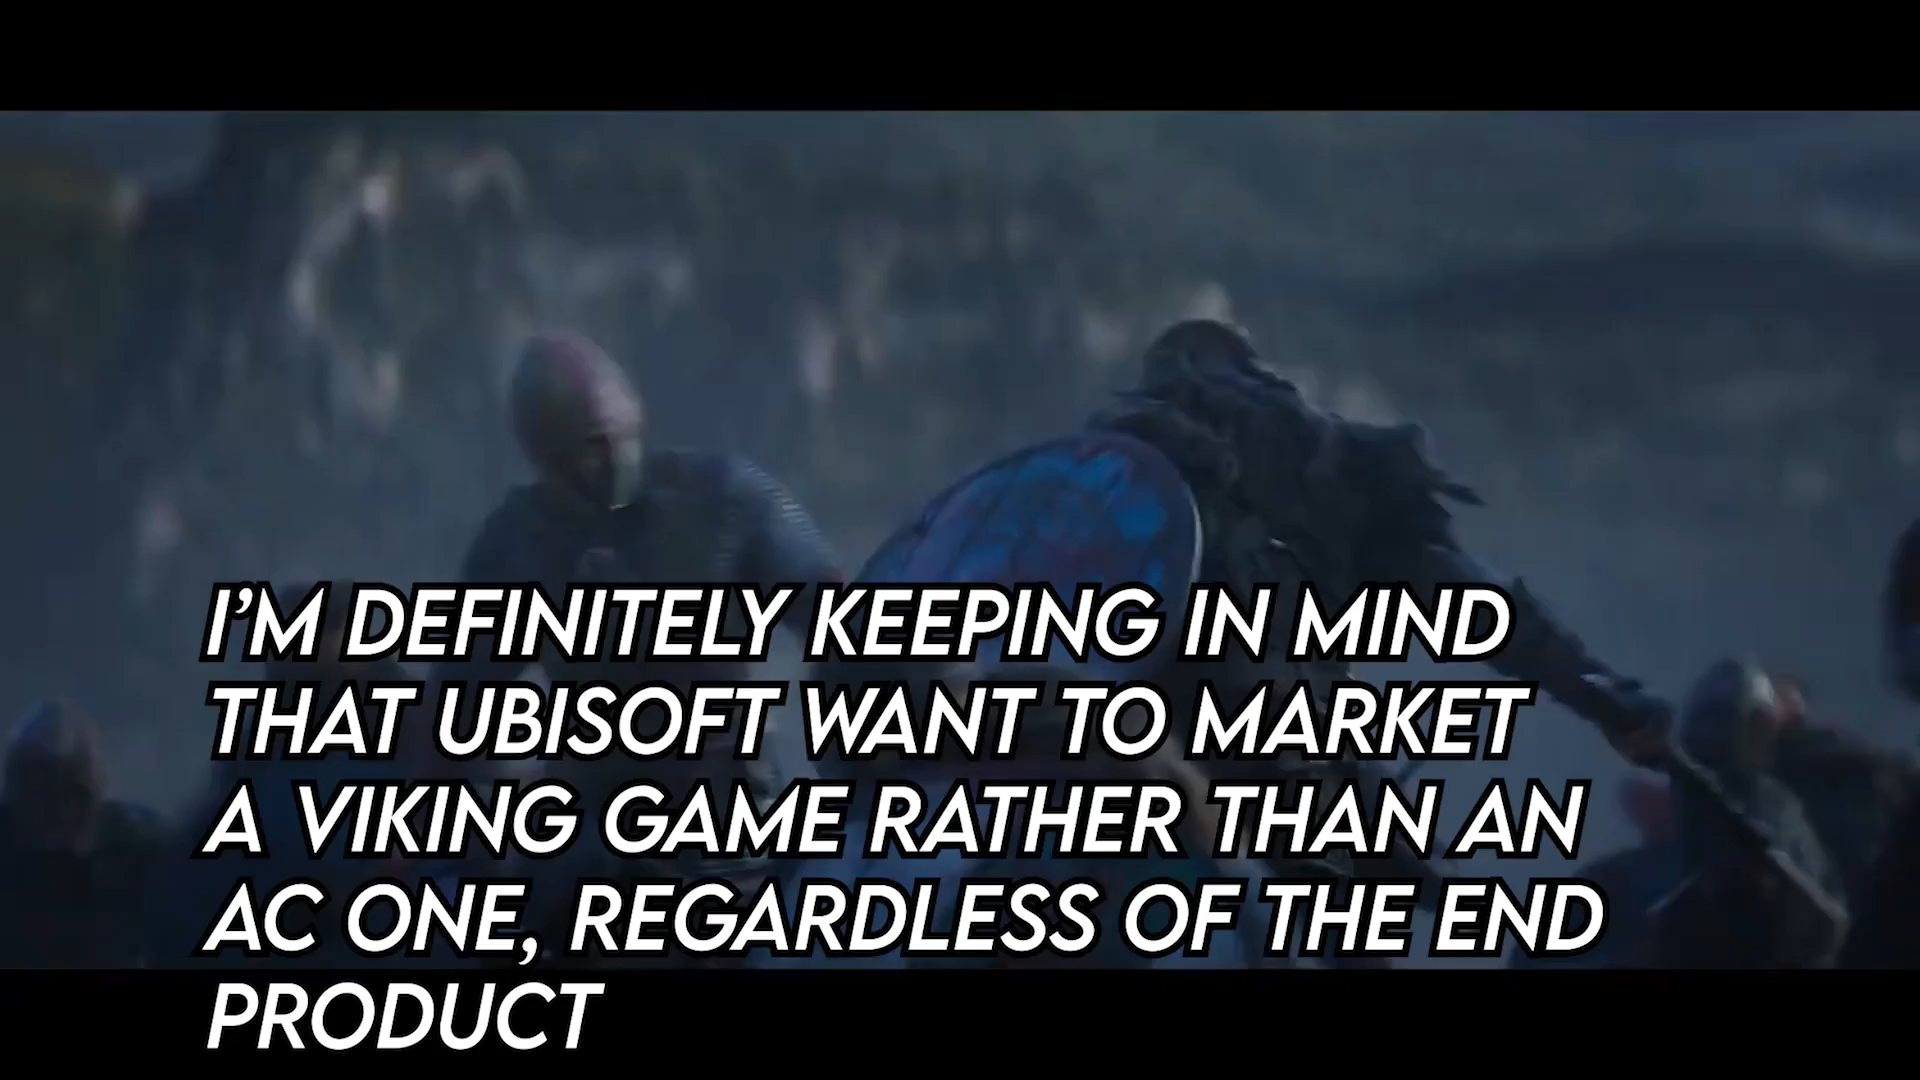 I'M DEFINITELY KEEPING IN MIND
THAT UBISOFT WANT TO MARKET
A VIKING GAME RATHER THAN AN
AC ONE, REGARDLESS OF THE END
PRODUCT